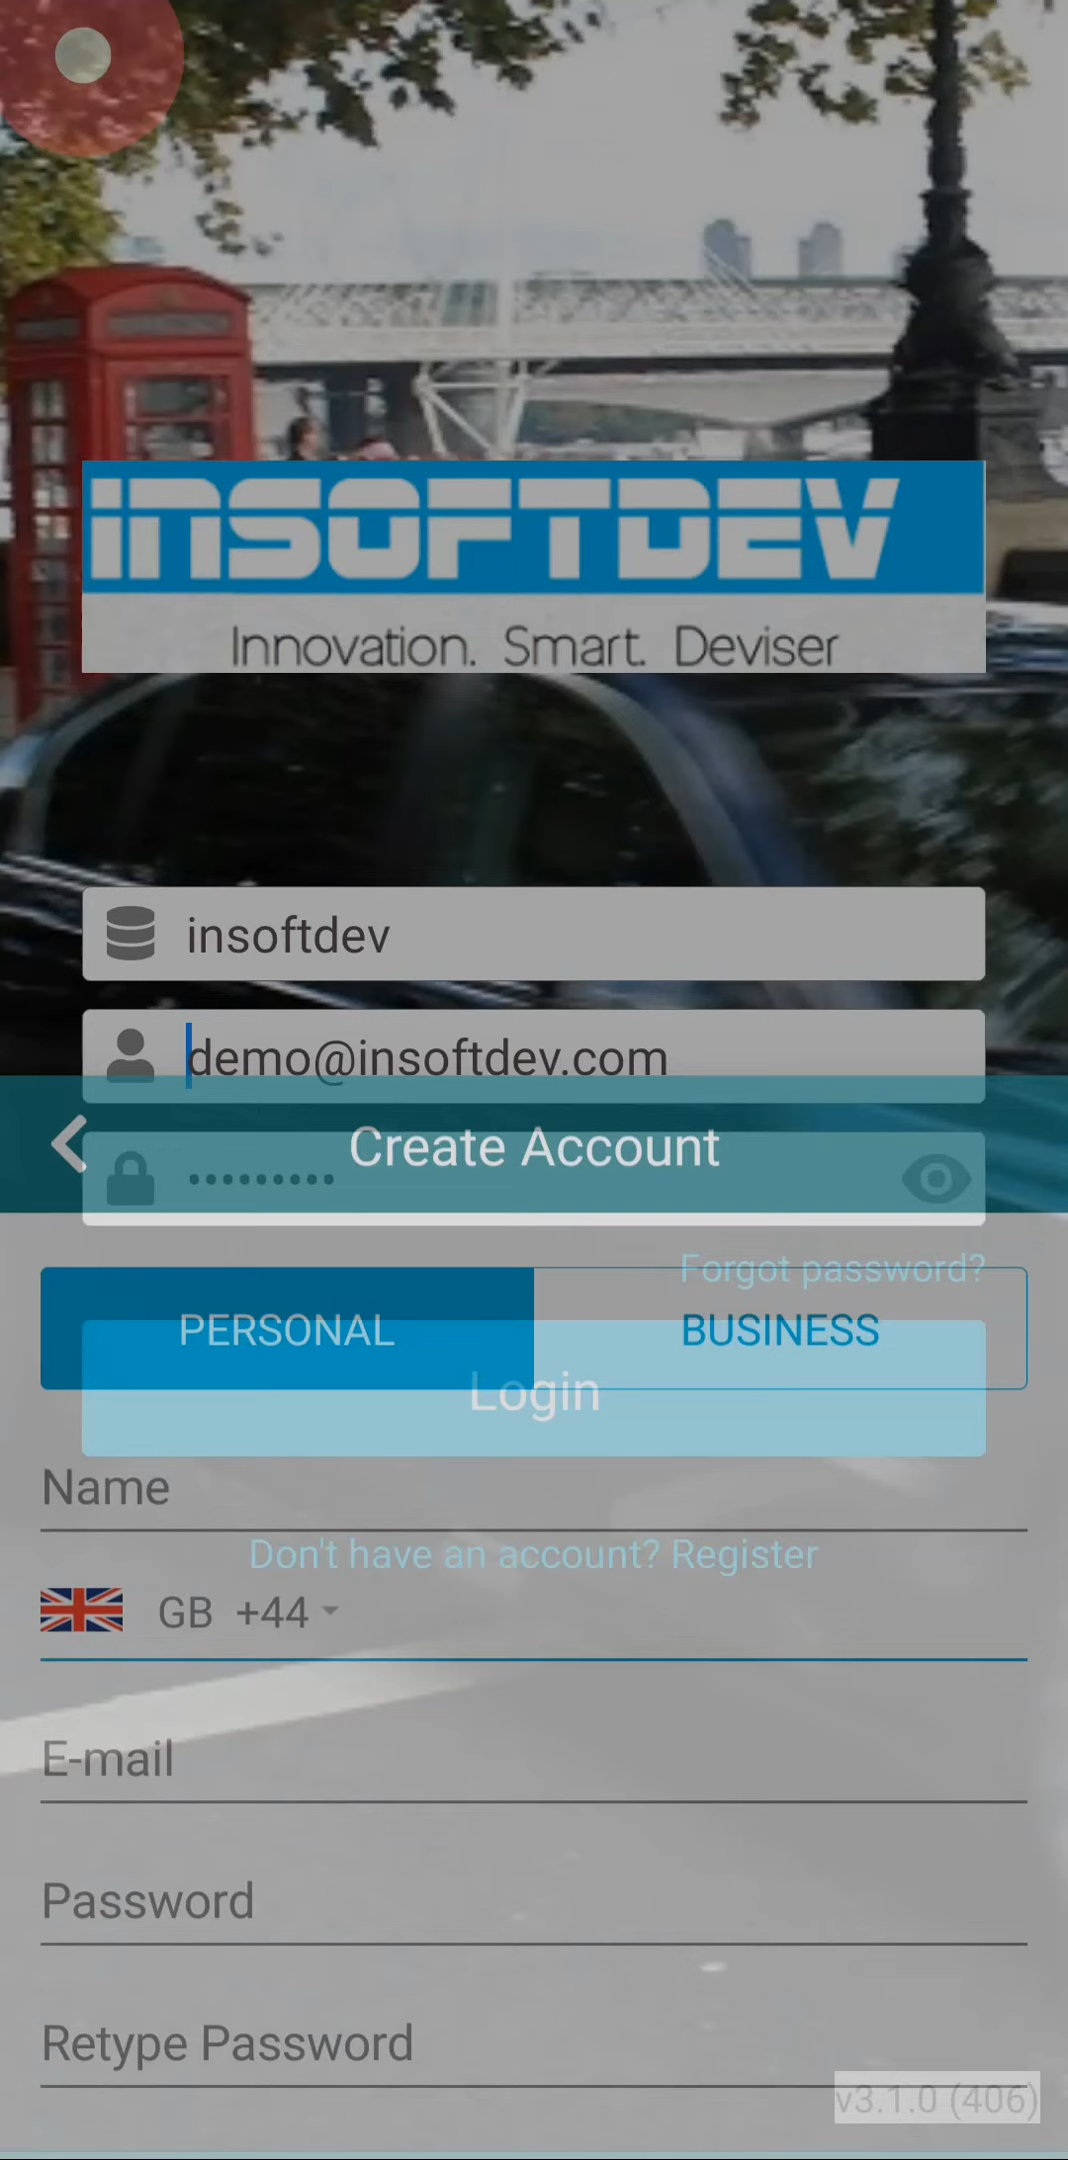 iNSOFTDEV
Innovation. Smart. Deviser
insoftdev
demo@insoftdev.com
Create Account
•••••••••
Forgot password?
PERSONAL
BUSINESS
Login
Name
Don't have an account? Register
GB +44
E-mail
Password
Retype Password
v3.1.0 (406)